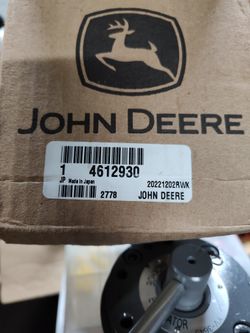 JOHN DEERE
1 4612930
JP Made in Japan 20221202RWK
2778 JOHN DEERE